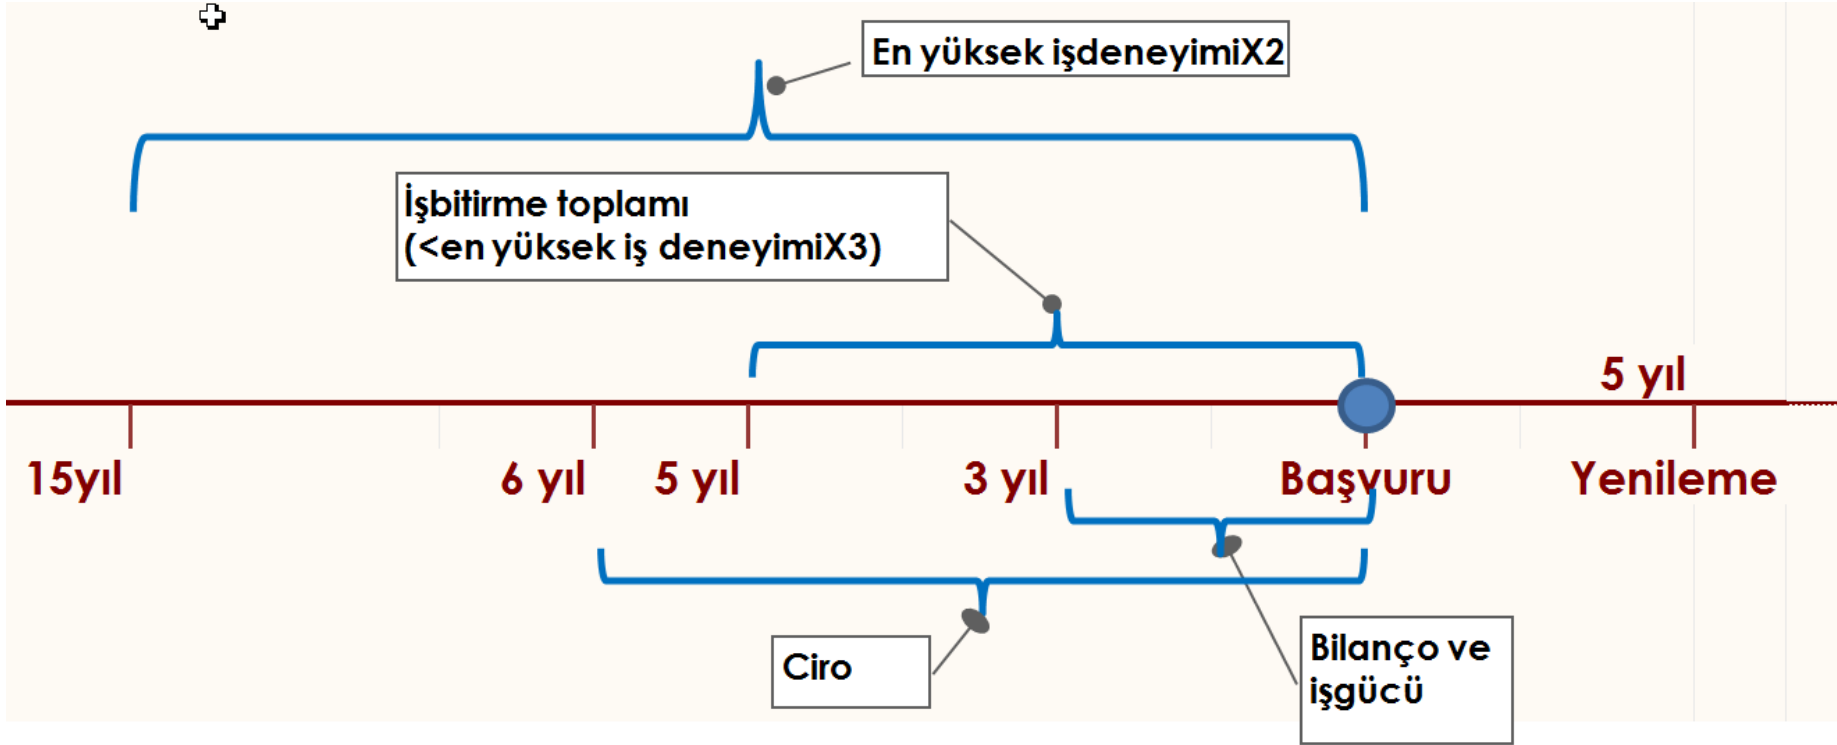 En yüksek işdeneyimiX2
İşbitirme toplamı
(<en yüksek iş deneyimiX3)
5 yıl
15yıl
6 yıl
5 yıl
3 yıl
Başvuru
Yenileme
Ciro
Bilanço ve
işgücü